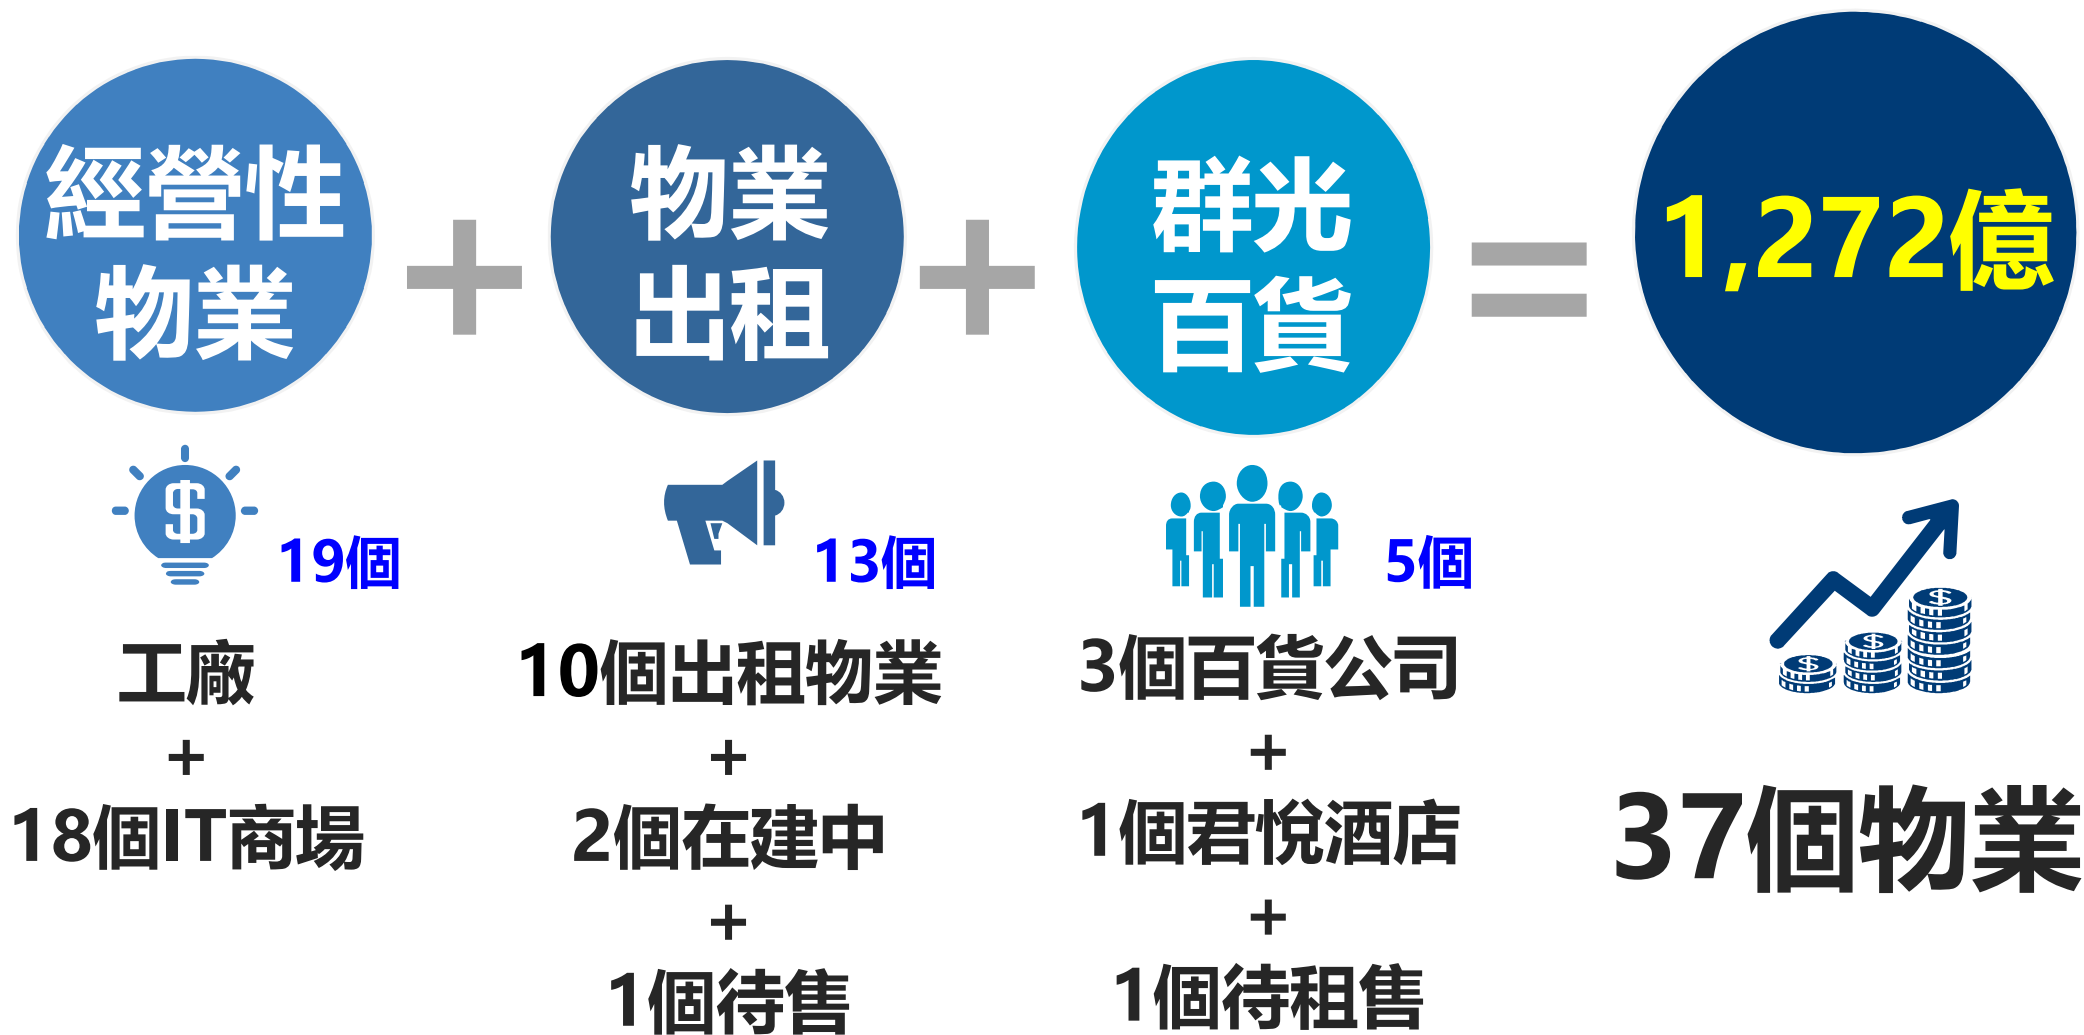 經營性
物業
+
物業
出租
+
群光
百貨
=
1,272億
19個
工廠
+
18個IT商場
13個
10個出租物業
+
2個在建中
+
1個待售
5個
3個百貨公司
+
1個君悅酒店
+
1個待租售
37個物業